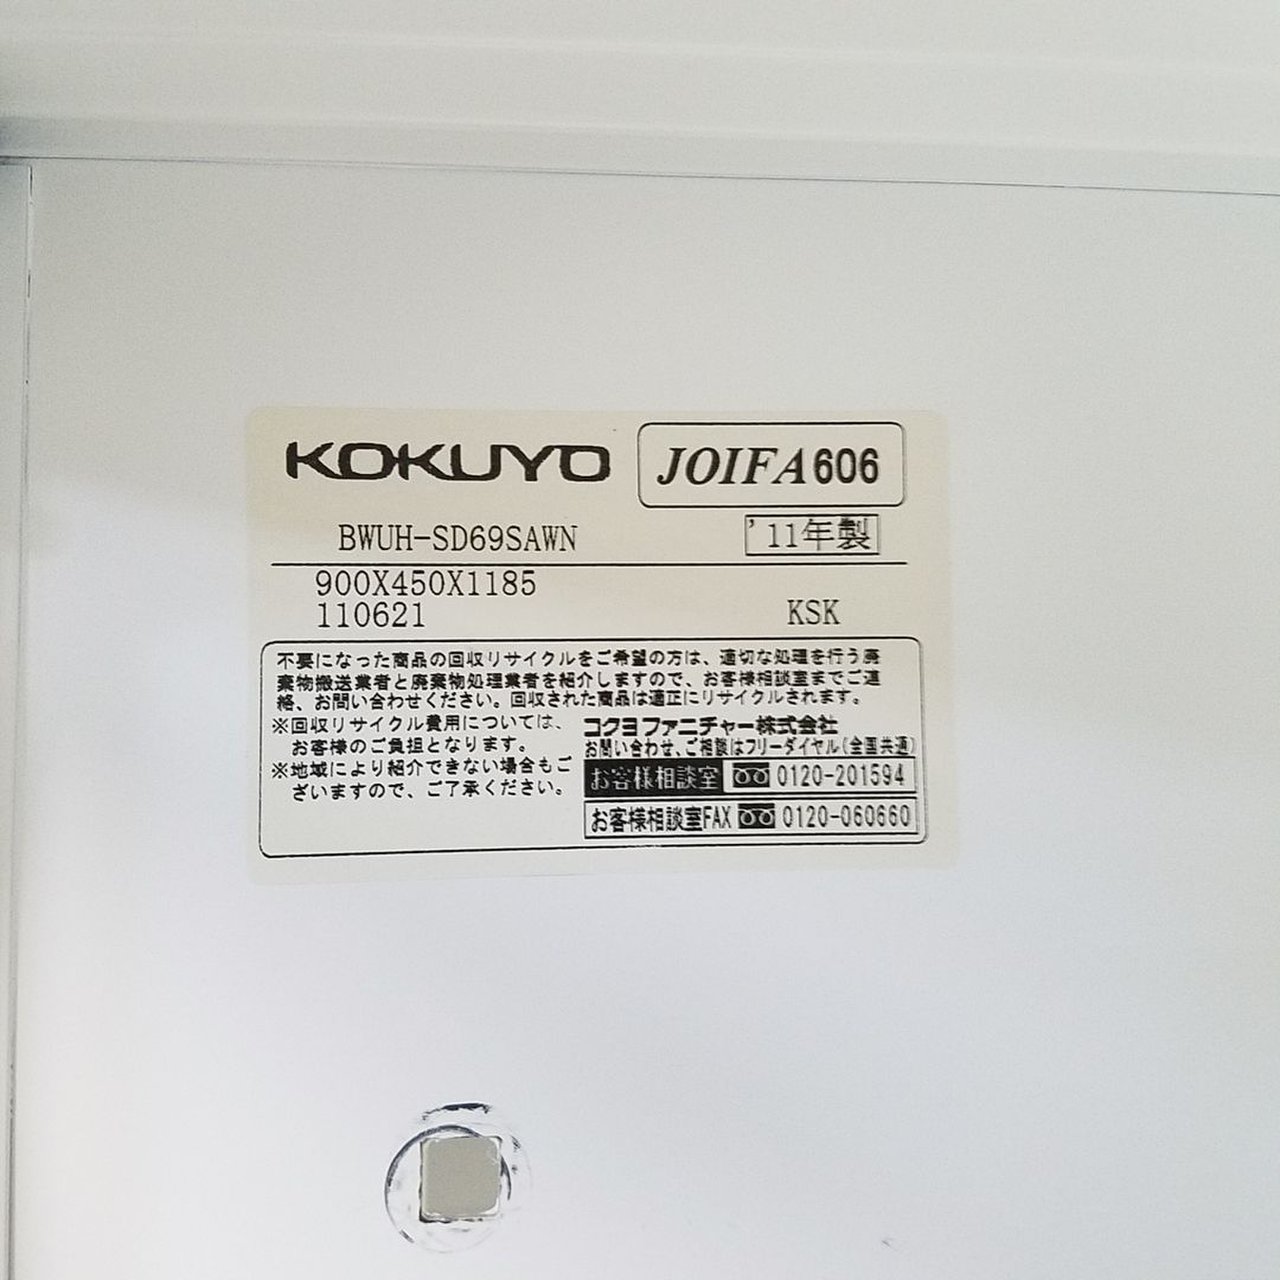 KOKUYO
JOIFA606
BWUH-SD69SAWN
'11年製
900X450X1185
110621
KSK
不要になった商品の回収リサイクルをご希望の方は、適切な処理を行う廃
棄物搬送業者と廃棄物処理業者を紹介しますので、お客様相談室までご連
絡、お問い合わせください。回収された商品は適正にリサイクルされます。
※回収リサイクル費用については、
お客様のご負担となります。
※地域により紹介できない場合もご
ざいますので、ご了承ください。
コクヨファニチャー株式会社
お問い合わせ、ご相談はフリーダイヤル(全国共通)
お客様相談室 0120-201594
お客様相談室FAX 0120-060660